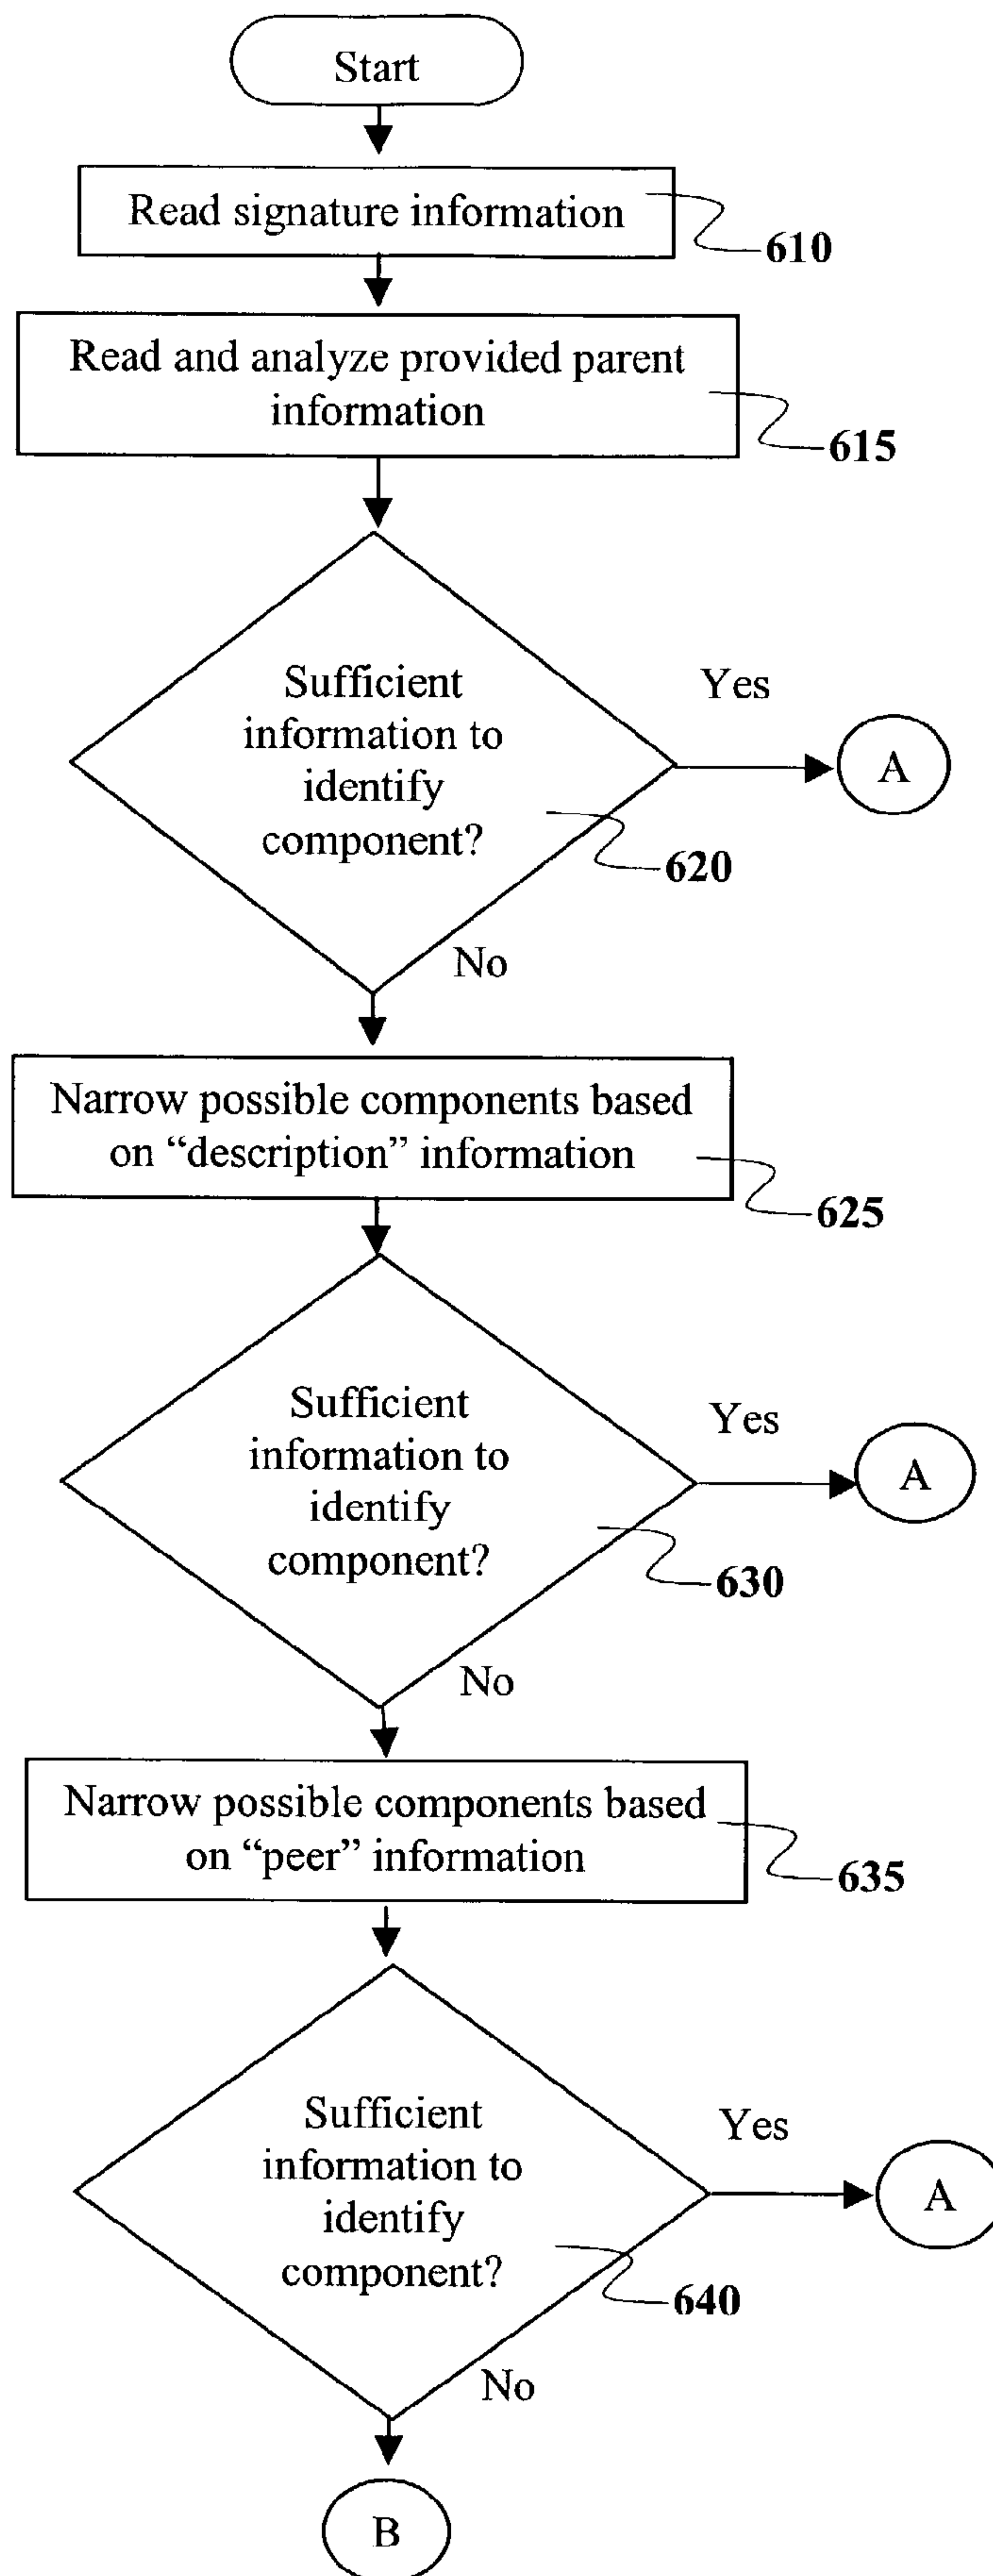 Start
Read signature information
610
Read and analyze provided parent
information
615
Sufficient
information to
identify
component?
Yes
A
620
No
Narrow possible components based
on “description” information
625
Sufficient
information to
identify
component?
Yes
A
630
No
Narrow possible components based
on “peer” information
635
Sufficient
information to
identify
component?
Yes
A
640
No
B